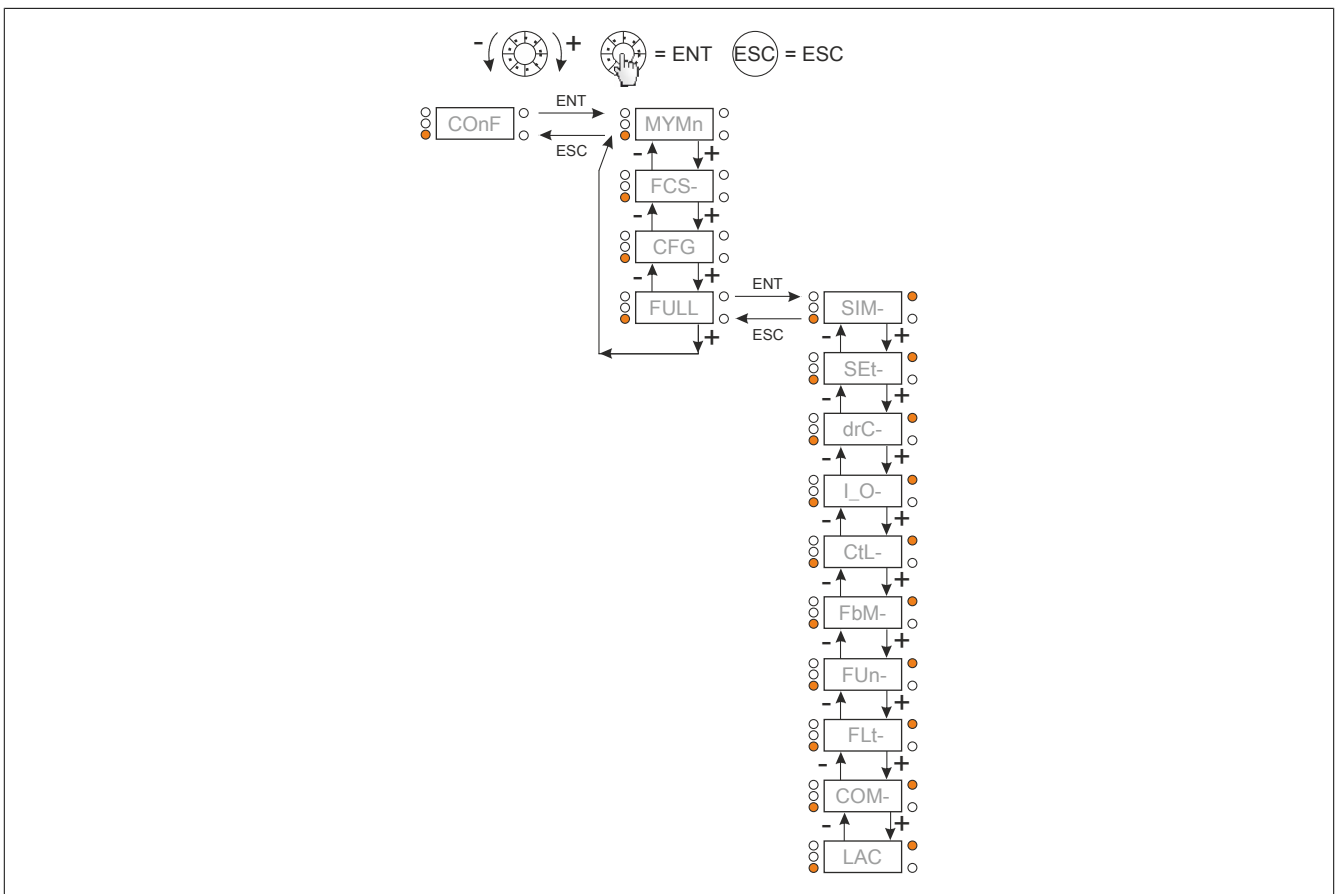 - + = ENT ESC = ESC
COnF ENT MYMn
ESC
- +
FCS-
- +
CFG
- +
FULL ENT SIM-
+ ESC - +
SEt-
- +
drC-
- +
I_O-
- +
CtL-
- +
FbM-
- +
FUn-
- +
FLt-
- +
COM-
- +
LAC